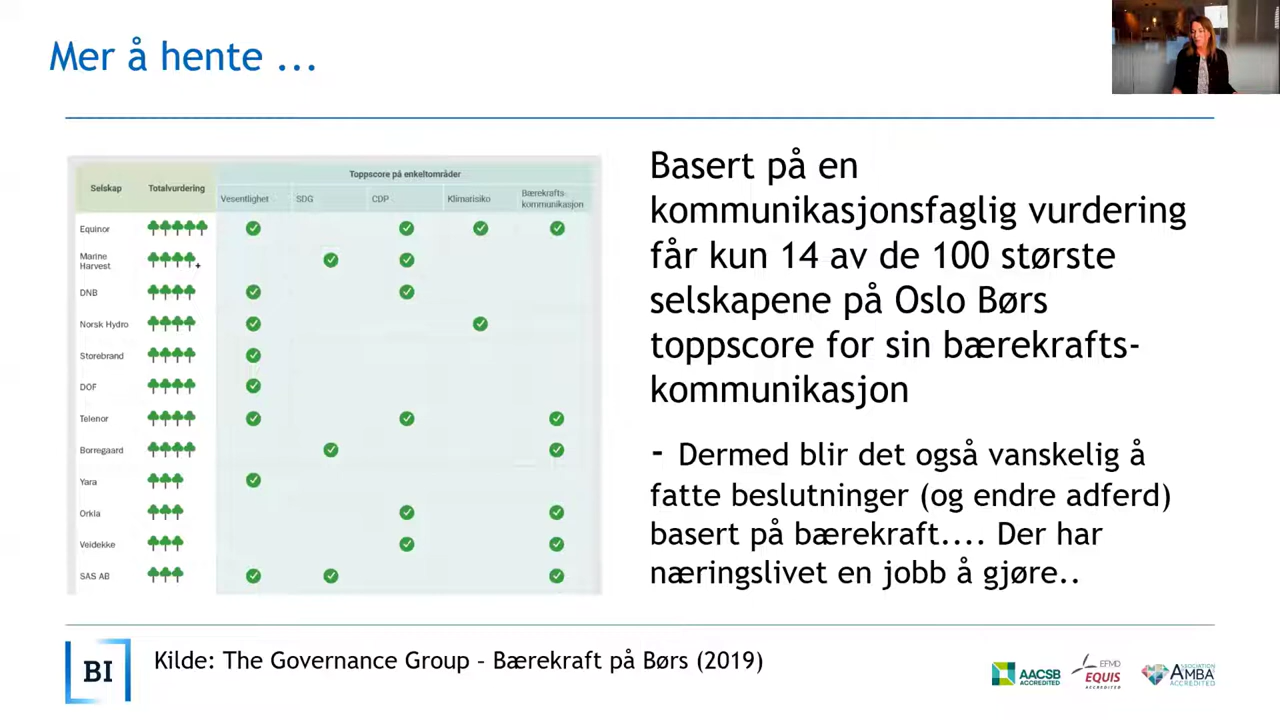 Mer å hente ...
Toppscore på enkeltområder
Selskap
Totalvurdering
Vesentlighet
SDG
CDP
Klimarisiko
Bærekrafts-
kommunikasjon
Equinor
Marine
Harvest
+
DNB
Norsk Hydro
Storebrand
DOF
Telenor
Borregaard
Yara
Orkla
Veidekke
SAS AB
Basert på en
kommunikasjonsfaglig vurdering
får kun 14 av de 100 største
selskapene på Oslo Børs
toppscore for sin bærekrafts-
kommunikasjon
- Dermed blir det også vanskelig å
fatte beslutninger (og endre adferd)
basert på bærekraft.... Der har
næringslivet en jobb å gjøre..
BI
Kilde: The Governance Group – Bærekraft på Børs (2019)
AACSB
ACCREDITED
EFMD
EQUIS
ACCREDITED
ASSOCIATION
AMBA
ACCREDITED